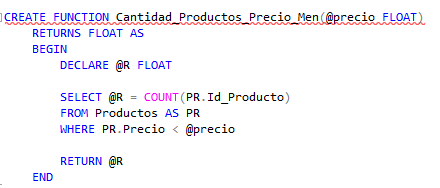 CREATE FUNCTION Cantidad_Productos_Precio_Men(@precio FLOAT)
RETURNS FLOAT AS
BEGIN
DECLARE @R FLOAT
SELECT @R = COUNT(PR.Id_Producto)
FROM Productos AS PR
WHERE PR.Precio < @precio
RETURN @R
END